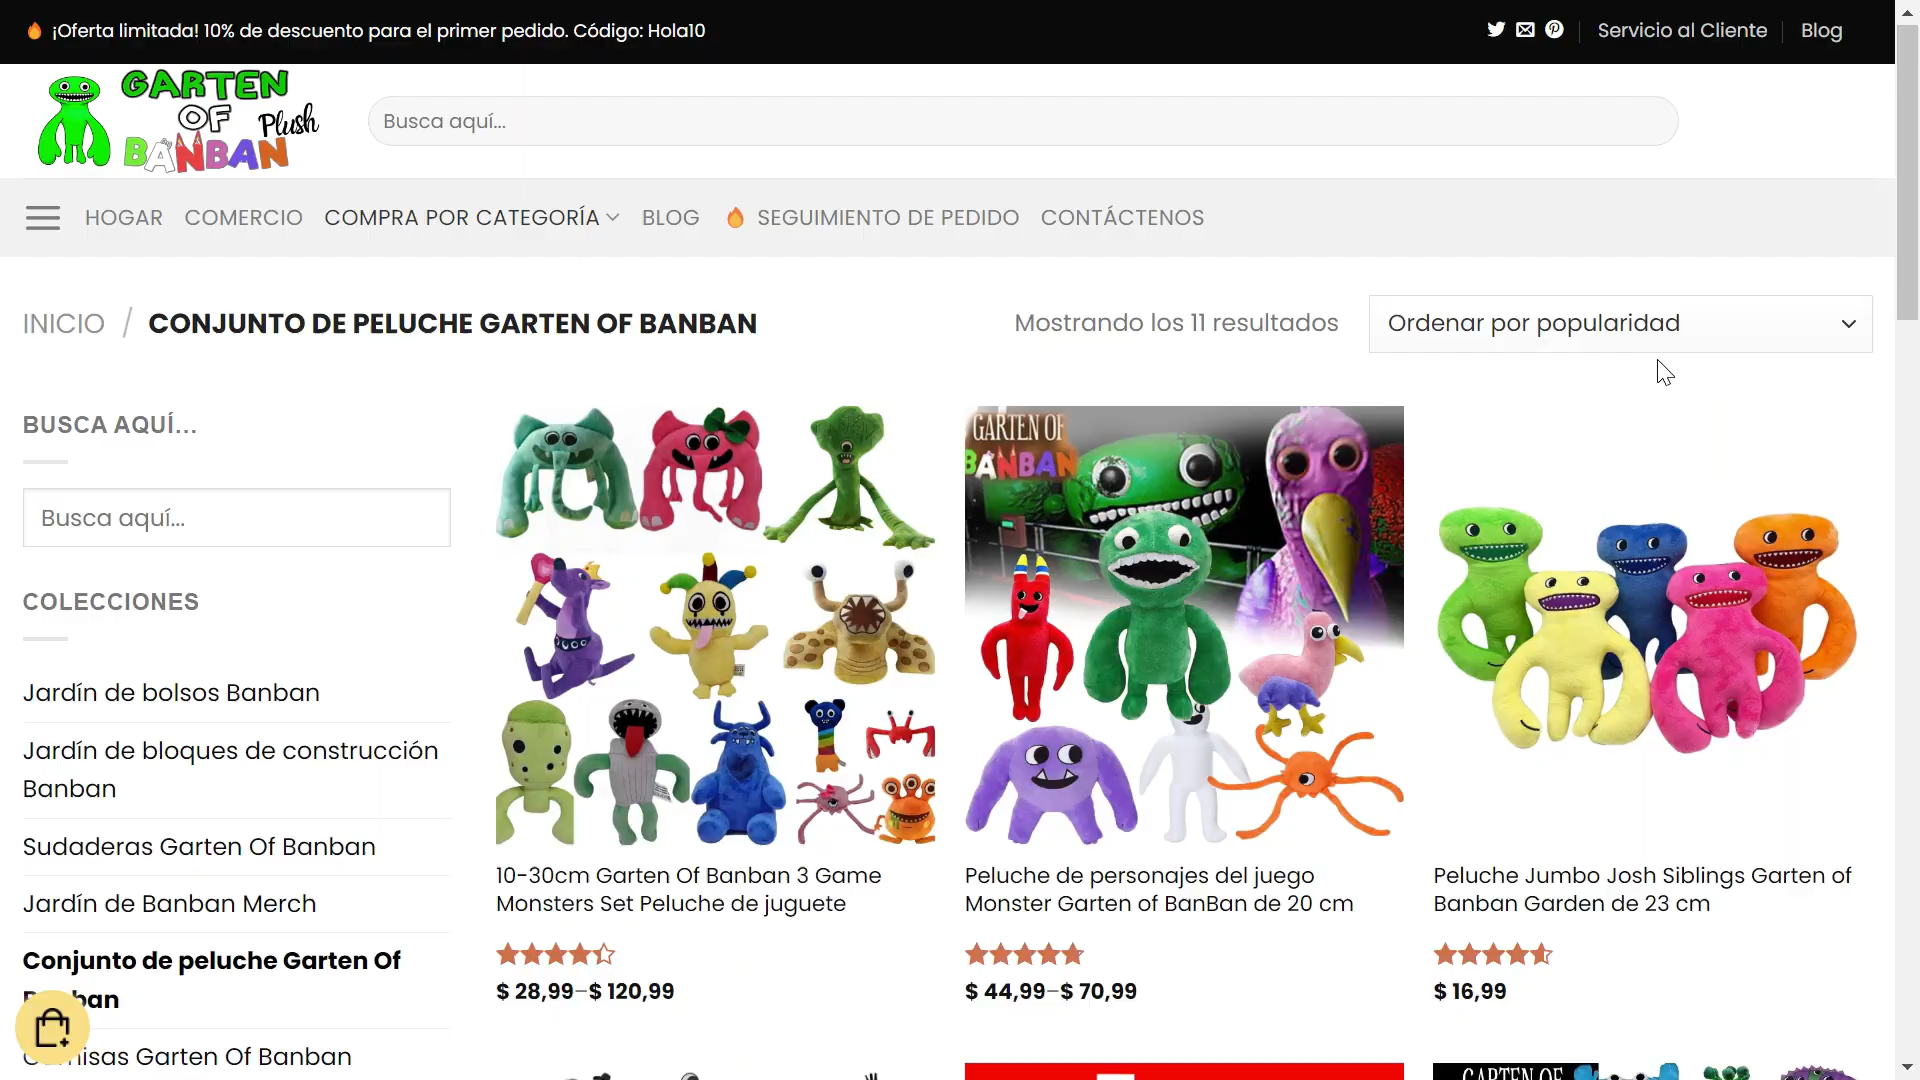 ¡Oferta limitada! 10% de descuento para el primer pedido. Código: Hola10
Servicio al Cliente
Blog
GARTEN
OF
BANBAN
Plush
Busca aquí...
HOGAR
COMERCIO
COMPRA POR CATEGORÍA
BLOG
SEGUIMIENTO DE PEDIDO
CONTÁCTENOS
INICIO / CONJUNTO DE PELUCHE GARTEN OF BANBAN
Mostrando los 11 resultados
Ordenar por popularidad
BUSCA AQUÍ...
Busca aquí...
COLECCIONES
Jardín de bolsos Banban
Jardín de bloques de construcción
Banban
Sudaderas Garten Of Banban
Jardín de Banban Merch
Conjunto de peluche Garten Of
Garten Of Banban
GARTEN OF
BANBAN
10-30cm Garten Of Banban 3 Game
Monsters Set Peluche de juguete
$ 28,99–$ 120,99
Peluche de personajes del juego
Monster Garten of BanBan de 20 cm
$ 44,99–$ 70,99
Peluche Jumbo Josh Siblings Garten of
Banban Garden de 23 cm
$ 16,99
GARTEN OF